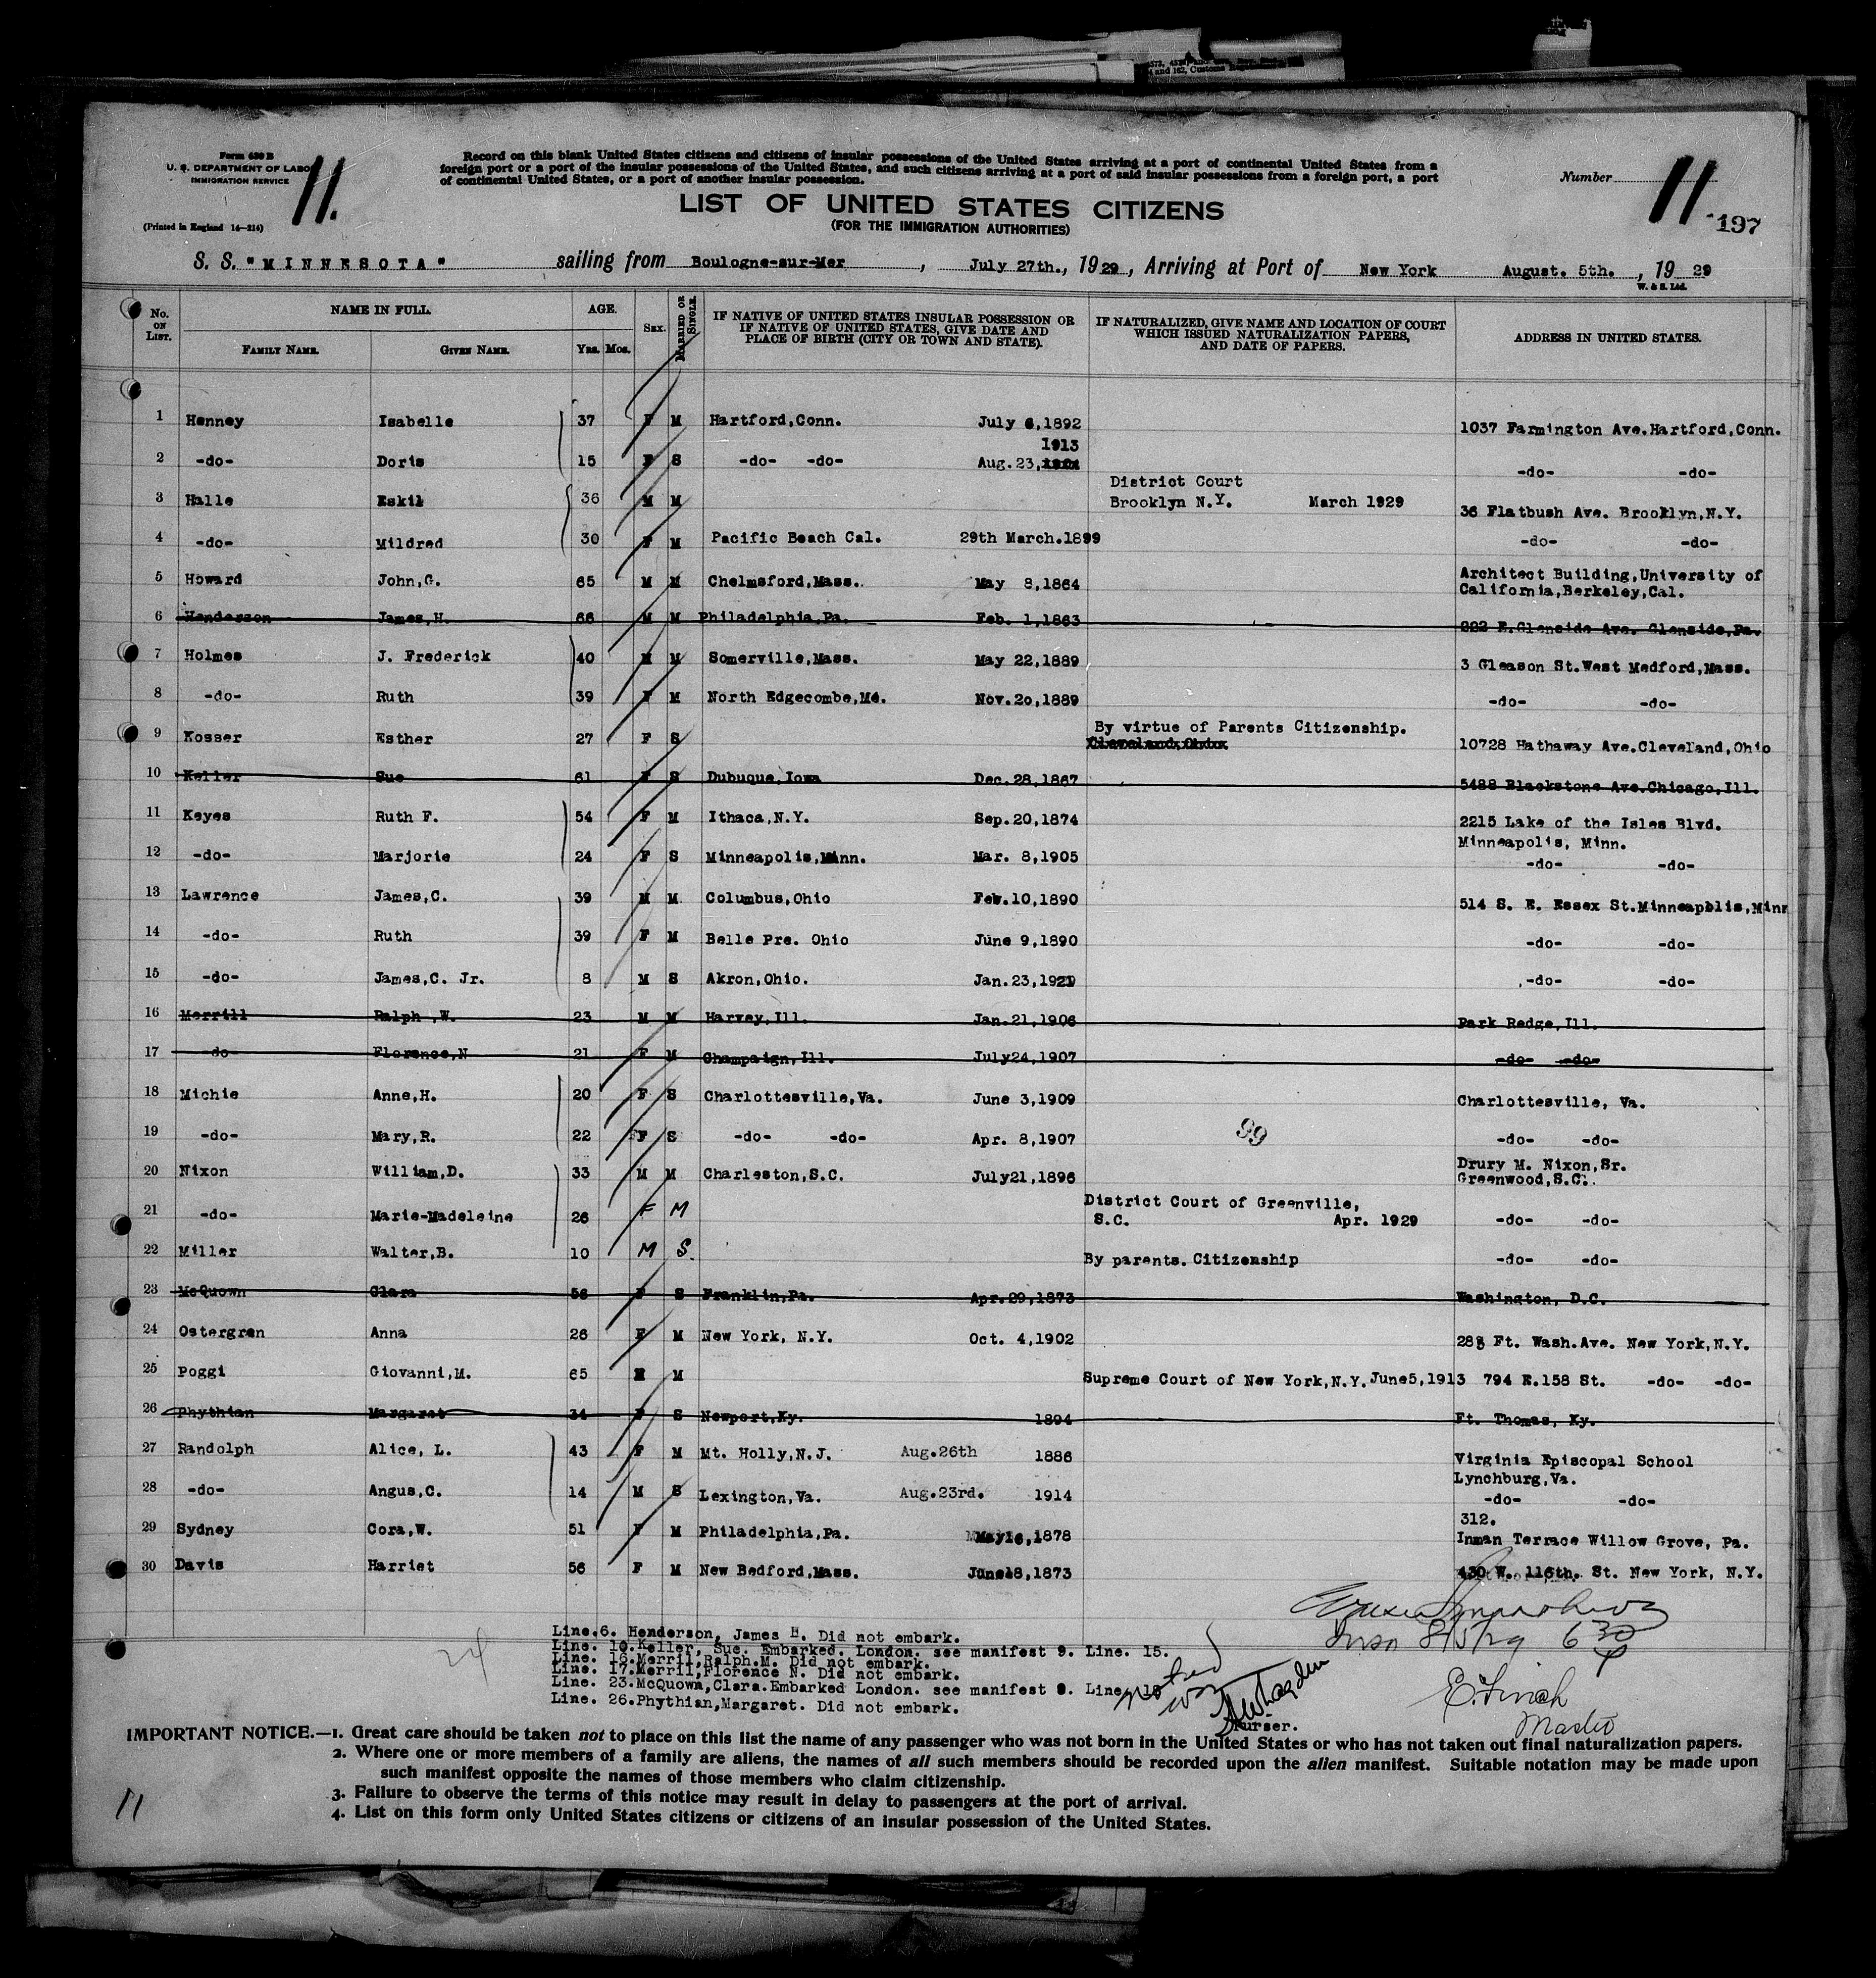 Form 630 B
U. S. DEPARTMENT OF LABOR
IMMIGRATION SERVICE
(Printed in England 14—214)
11.
Record on this blank United States citizens and citizens of insular possessions of the United States arriving at a port of continental United States from a
foreign port or a port of the insular possessions of the United States, and such citizens arriving at a port of said insular possessions from a foreign port, a port
of continental United States, or a port of another insular possession.
Number 11
197
LIST OF UNITED STATES CITIZENS
(FOR THE IMMIGRATION AUTHORITIES)
S. S. "MINNESOTA" sailing from Boulogne-sur-Mer, July 27th., 1929, Arriving at Port of New York August. 5th., 1929
W. & S. Ltd.
No. ON LIST. NAME IN FULL. FAMILY NAME. GIVEN NAME. AGE. Yrs. Mos. SEX. MARRIED OR SINGLE. IF NATIVE OF UNITED STATES INSULAR POSSESSION OR IF NATIVE OF UNITED STATES, GIVE DATE AND PLACE OF BIRTH (CITY OR TOWN AND STATE). IF NATURALIZED, GIVE NAME AND LOCATION OF COURT WHICH ISSUED NATURALIZATION PAPERS, AND DATE OF PAPERS. ADDRESS IN UNITED STATES.
1 Henney Isabelle 37 F M Hartford,Conn. July 6,1892 1037 Farmington Ave.Hartford,Conn.
1913
2 -do- Doris 15 F S -do- -do- Aug.23, -do- -do-
District Court
3 Halle Eskil 36 M M Brooklyn N.Y. March 1929 36 Flatbush Ave. Brooklyn,N.Y.
4 -do- Mildred 30 F M Pacific Beach Cal. 29th March.1899 -do- -do-
5 Howard John,G. 65 M M Chelmsford,Mass. May 8,1864 Architect Building,University of
California,Berkeley,Cal.
6 Henderson James,H. 66 M M Philadelphia,Pa. Feb. 1,1863 222 E.Glenside Ave. Glenside,Pa.
7 Holmes J. Frederick 40 M M Somerville,Mass. May 22,1889 3 Gleason St.West Medford,Mass.
8 -do- Ruth 39 F M North Edgecombe,Me. Nov.20,1889 -do- -do-
9 Kosser Esther 27 F S By virtue of Parents Citizenship. 10728 Hathaway Ave.Cleveland,Ohio
10 Keller Sue 61 F S Dubuque,Iowa Dec.28,1867 5488 Blackstone Ave.Chicago,Ill.
11 Keyes Ruth F. 54 F M Ithaca,N.Y. Sep.20,1874 2215 Lake of the Isles Blvd.
Minneapolis, Minn.
12 -do- Marjorie 24 F S Minneapolis,Minn. Mar. 8,1905 -do- -do-
13 Lawrence James,C. 39 M M Columbus,Ohio Feb.10,1890 514 S. E. Essex St.Minneapolis,Minn
14 -do- Ruth 39 F M Belle Pre. Ohio June 9,1890 -do- -do-
15 -do- James,C. Jr. 8 M S Akron,Ohio. Jan.23,1921 -do- -do-
16 Merrill Ralph ,W. 23 M M Harvey,Ill. Jan.21,1906 Park Redge,Ill.
17 -do- Florence,N 21 F M Champaign,Ill. July24,1907 -do- -do-
18 Michie Anne,H. 20 F S Charlottesville,Va. June 3,1909 Charlottesville, Va.
19 -do- Mary,R. 22 F S -do- -do- Apr. 8,1907 99 -do- -do-
20 Nixon William,D. 33 M M Charleston,S.C. July21,1896 Drury M. Nixon,Sr.
Greenwood,S.C.
21 -do- Marie-Madeleine 26 F M District Court of Greenville,
S.C. Apr. 1929 -do- -do-
22 Miller Walter,B. 10 M S. By parents. Citizenship -do- -do-
23 McQuown Clara 56 F S Franklin,Pa. Apr.29,1873 Washington, D.C.
24 Ostergren Anna 26 F M New York, N.Y. Oct. 4,1902 283 Ft. Wash.Ave. New York,N.Y.
25 Poggi Giovanni,M. 65 M M Supreme Court of New York,N.Y. June5,1913 794 E.158 St. -do- -do-
26 Phythian Margaret 34 F S Newport,Ky. 1894 Ft. Thomas, Ky.
27 Randolph Alice, L. 43 F M Mt. Holly,N.J. Aug.26th 1886 Virginia Episcopal School
Lynchburg,Va.
28 -do- Angus,C. 14 M S Lexington,Va. Aug.23rd. 1914 -do- -do-
312.
29 Sydney Cora,W. 51 F M Philadelphia,Pa. May16,1878 Inman Terrace Willow Grove, Pa.
30 Davis Harriet 56 F M New Bedford,Mass. June18,1873 430 W. 116th. St. New York, N.Y.
8/5/29 6 30
24
Line.6. Henderson, James H. Did not embark.
Line. 10.Keller, Sue. Embarked. London. see manifest 9. Line. 15.
Line. 16.Merril,Ralph.M. Did not embark.
Line. 17.Merril,Florence N. Did not embark.
Line. 23.McQuown,Clara.Embarked London. see manifest 9. Line. 18
Line. 26.Phythian,Margaret. Did not embark.
Purser.
E. Finch
Master
IMPORTANT NOTICE.—1. Great care should be taken not to place on this list the name of any passenger who was not born in the United States or who has not taken out final naturalization papers.
2. Where one or more members of a family are aliens, the names of all such members should be recorded upon the alien manifest. Suitable notation may be made upon
such manifest opposite the names of those members who claim citizenship.
3. Failure to observe the terms of this notice may result in delay to passengers at the port of arrival.
4. List on this form only United States citizens or citizens of an insular possession of the United States.
11